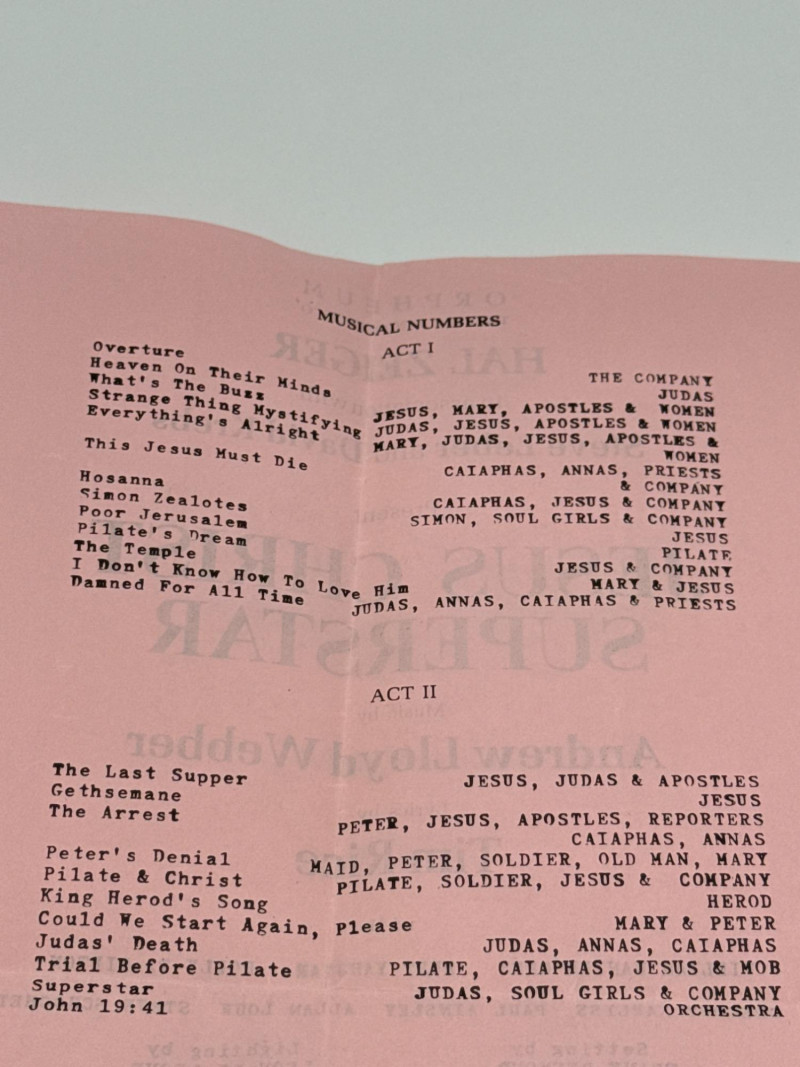 MUSICAL NUMBERS
ACT I
Overture THE COMPANY
Heaven On Their Minds JUDAS
What's The Buzz JESUS, MARY, APOSTLES & WOMEN
Strange Thing Mystifying JUDAS, JESUS, APOSTLES & WOMEN
Everything's Alright MARY, JUDAS, JESUS, APOSTLES &
WOMEN
This Jesus Must Die CAIAPHAS, ANNAS, PRIESTS
& COMPANY
Hosanna CAIAPHAS, JESUS & COMPANY
Simon Zealotes SIMON, SOUL GIRLS & COMPANY
Poor Jerusalem JESUS
Pilate's Dream PILATE
The Temple JESUS & COMPANY
I Don't Know How To Love Him MARY & JESUS
Damned For All Time JUDAS, ANNAS, CAIAPHAS & PRIESTS
ACT II
The Last Supper JESUS, JUDAS & APOSTLES
Gethsemane JESUS
The Arrest PETER, JESUS, APOSTLES, REPORTERS
CAIAPHAS, ANNAS
Peter's Denial MAID, PETER, SOLDIER, OLD MAN, MARY
Pilate & Christ PILATE, SOLDIER, JESUS & COMPANY
King Herod's Song HEROD
Could We Start Again, Please MARY & PETER
Judas' Death JUDAS, ANNAS, CAIAPHAS
Trial Before Pilate PILATE, CAIAPHAS, JESUS & MOB
Superstar JUDAS, SOUL GIRLS & COMPANY
John 19:41 ORCHESTRA